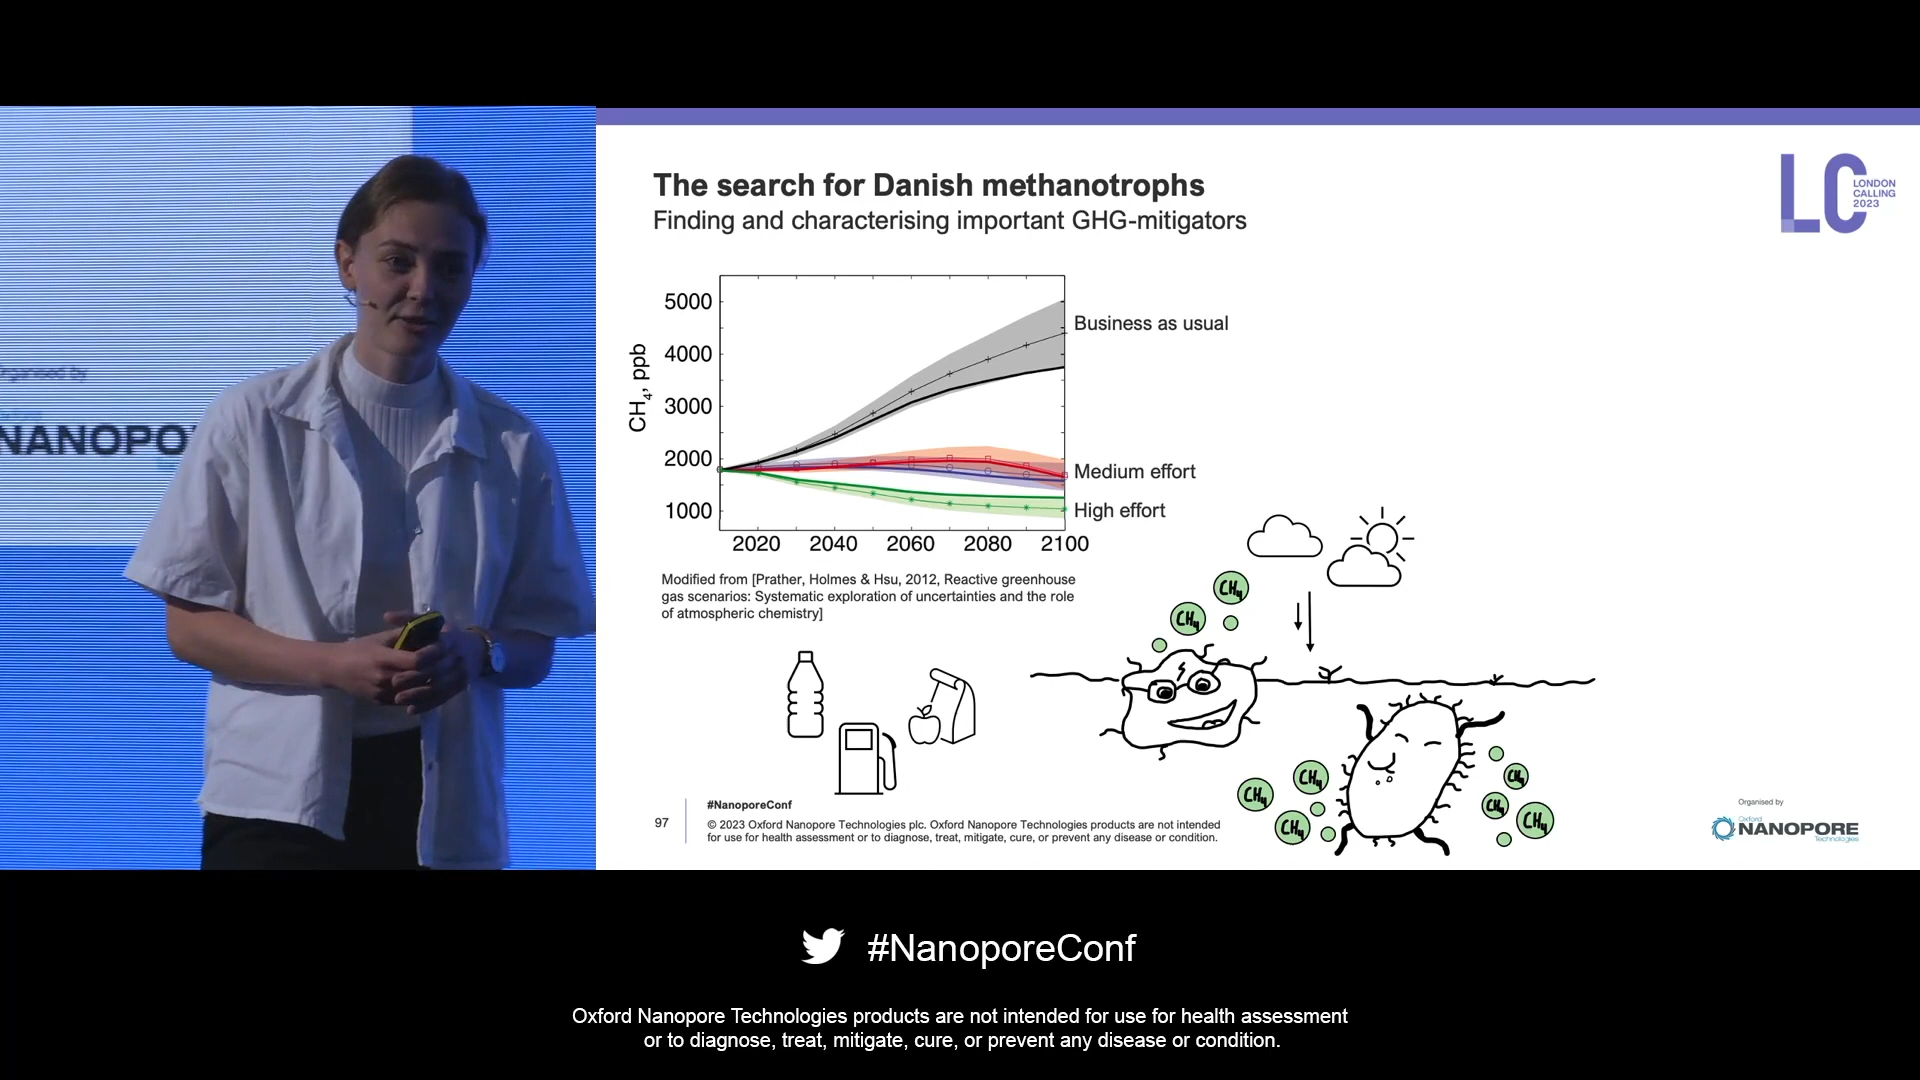 Organised by
Oxford
NANOPO
The search for Danish methanotrophs
Finding and characterising important GHG-mitigators
LC
LONDON
CALLING
2023
5000
4000
3000
2000
1000
CH4, ppb
2020 2040 2060 2080 2100
Business as usual
Medium effort
High effort
Modified from [Prather, Holmes & Hsu, 2012, Reactive greenhouse
gas scenarios: Systematic exploration of uncertainties and the role
of atmospheric chemistry]
CH4
CH4
CH4
CH4
CH4
CH4
CH4
CH4
97
#NanoporeConf
© 2023 Oxford Nanopore Technologies plc. Oxford Nanopore Technologies products are not intended
for use for health assessment or to diagnose, treat, mitigate, cure, or prevent any disease or condition.
Organised by
Oxford
NANOPORE
Technologies
#NanoporeConf
Oxford Nanopore Technologies products are not intended for use for health assessment
or to diagnose, treat, mitigate, cure, or prevent any disease or condition.